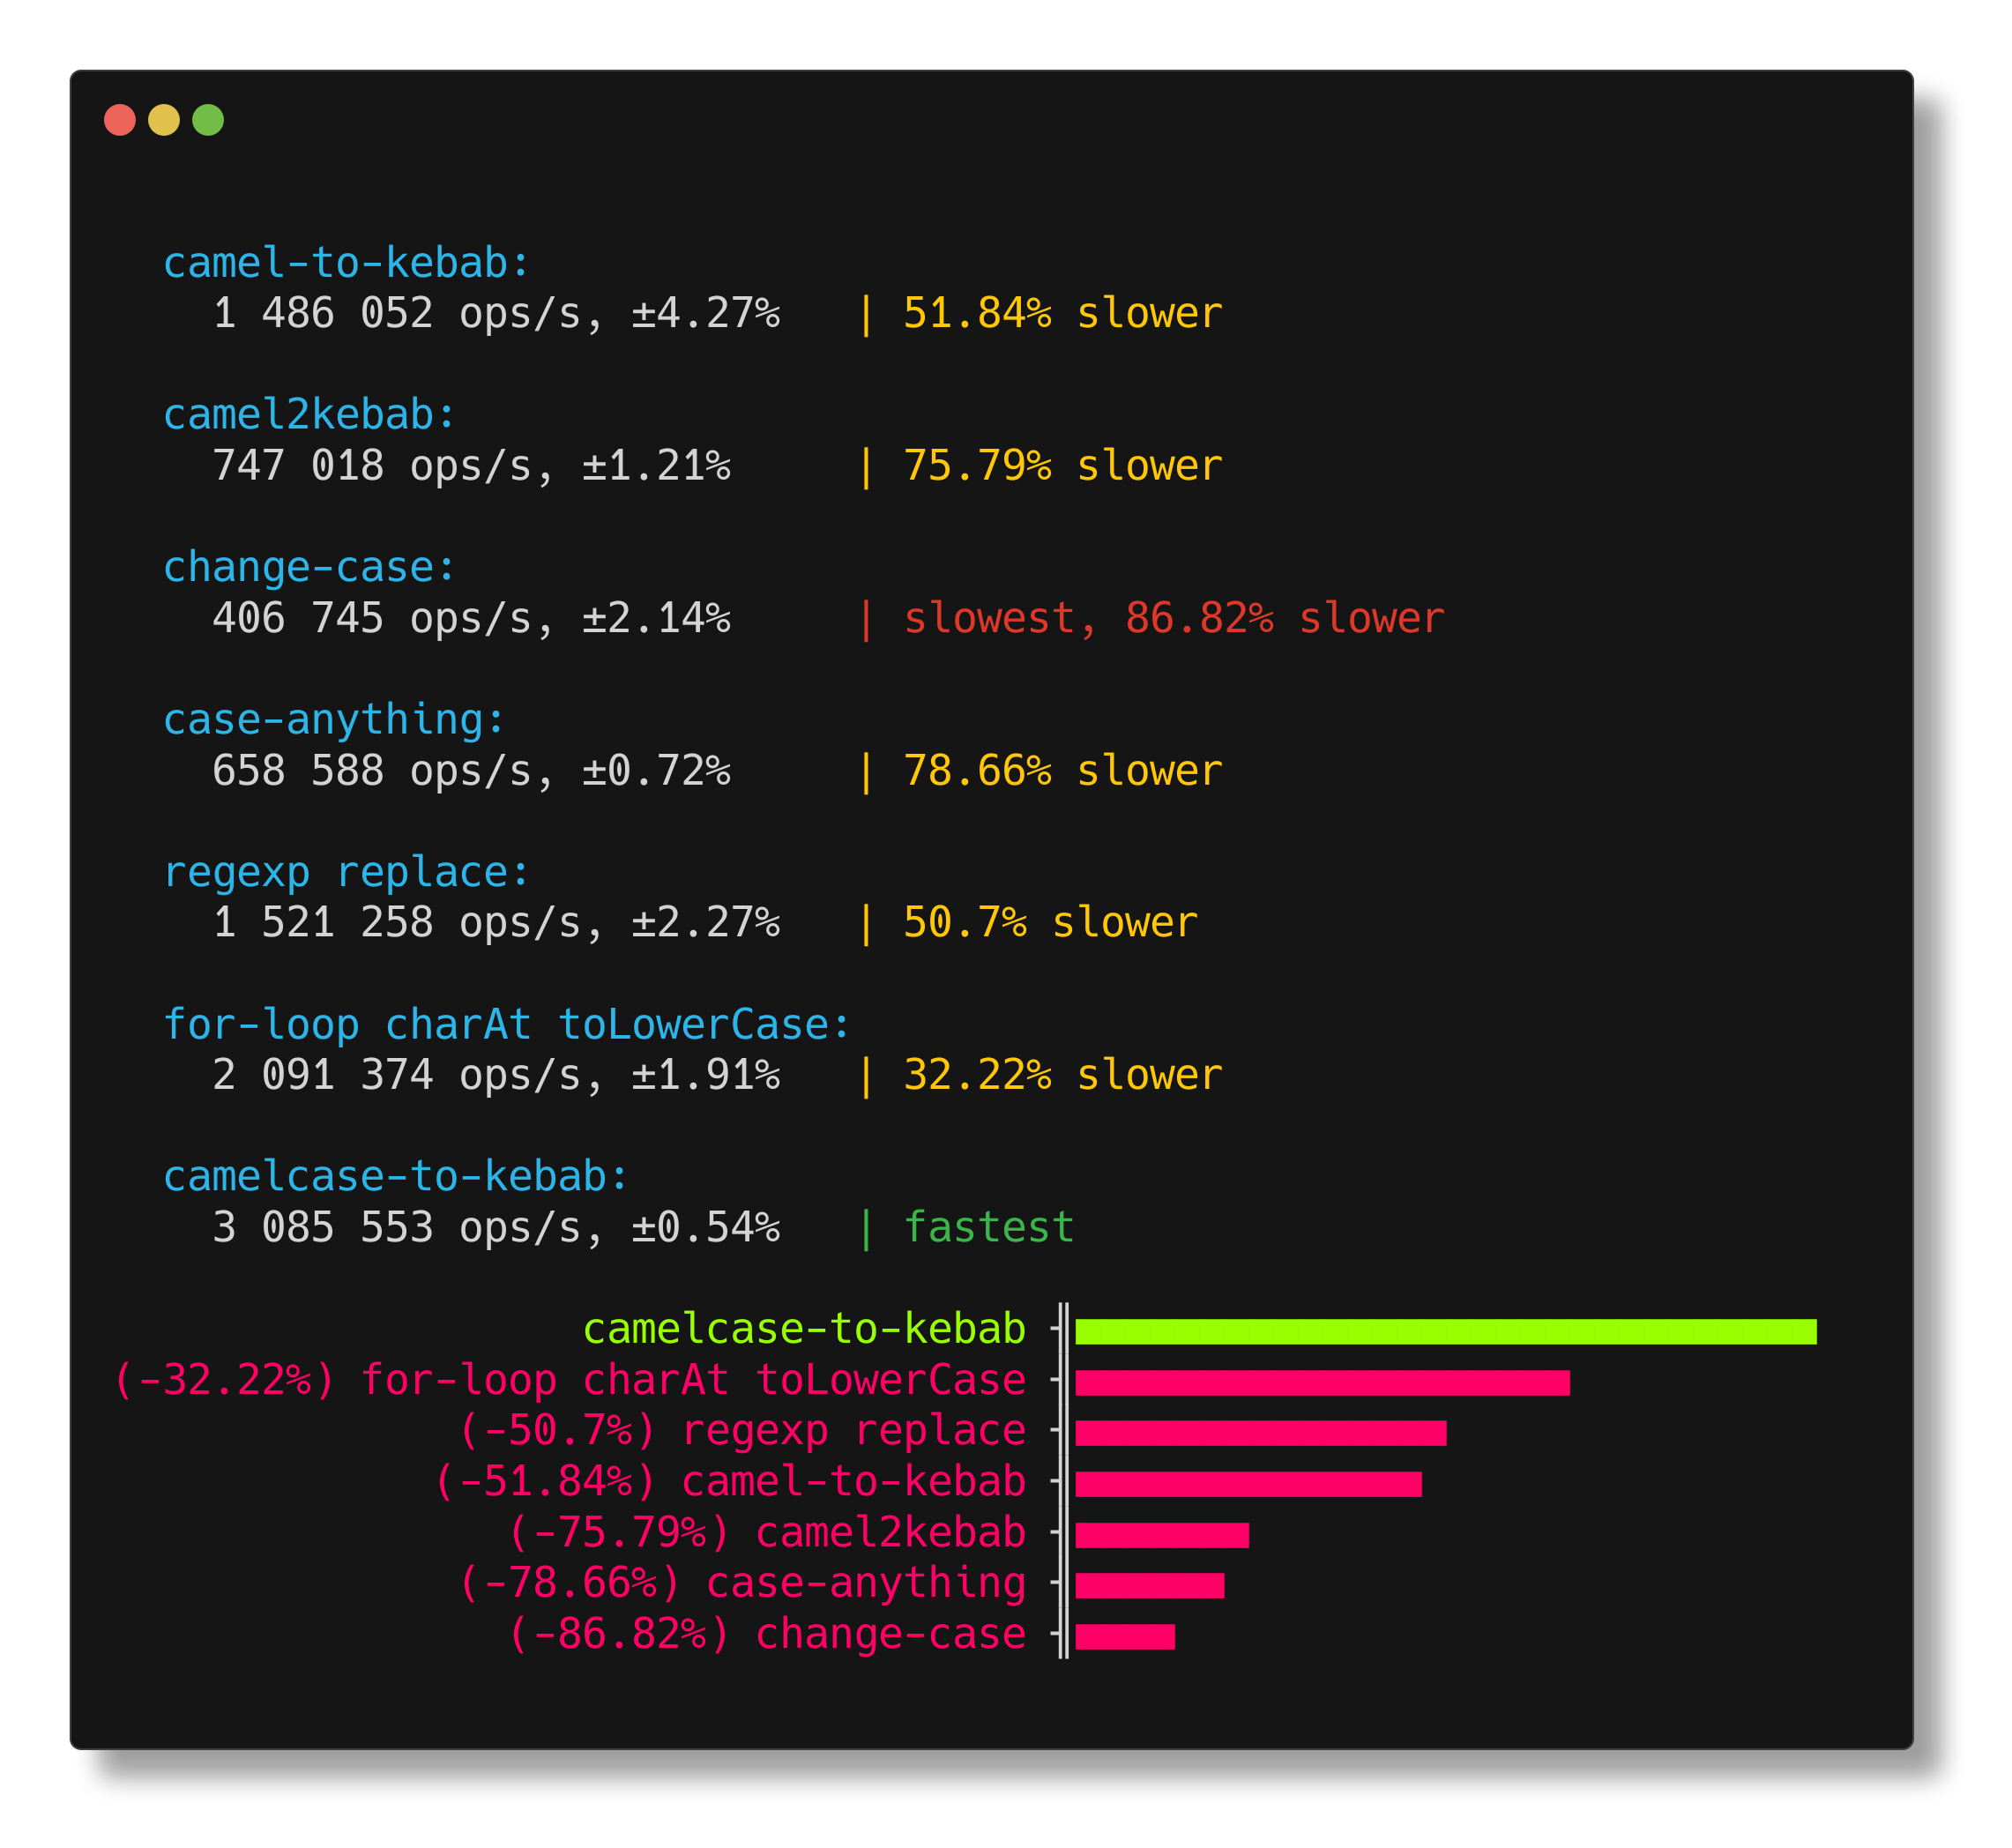 camel-to-kebab:
1 486 052 ops/s, ±4.27% | 51.84% slower
camel2kebab:
747 018 ops/s, ±1.21% | 75.79% slower
change-case:
406 745 ops/s, ±2.14% | slowest, 86.82% slower
case-anything:
658 588 ops/s, ±0.72% | 78.66% slower
regexp replace:
1 521 258 ops/s, ±2.27% | 50.7% slower
for-loop charAt toLowerCase:
2 091 374 ops/s, ±1.91% | 32.22% slower
camelcase-to-kebab:
3 085 553 ops/s, ±0.54% | fastest
camelcase-to-kebab
(-32.22%) for-loop charAt toLowerCase
(-50.7%) regexp replace
(-51.84%) camel-to-kebab
(-75.79%) camel2kebab
(-78.66%) case-anything
(-86.82%) change-case